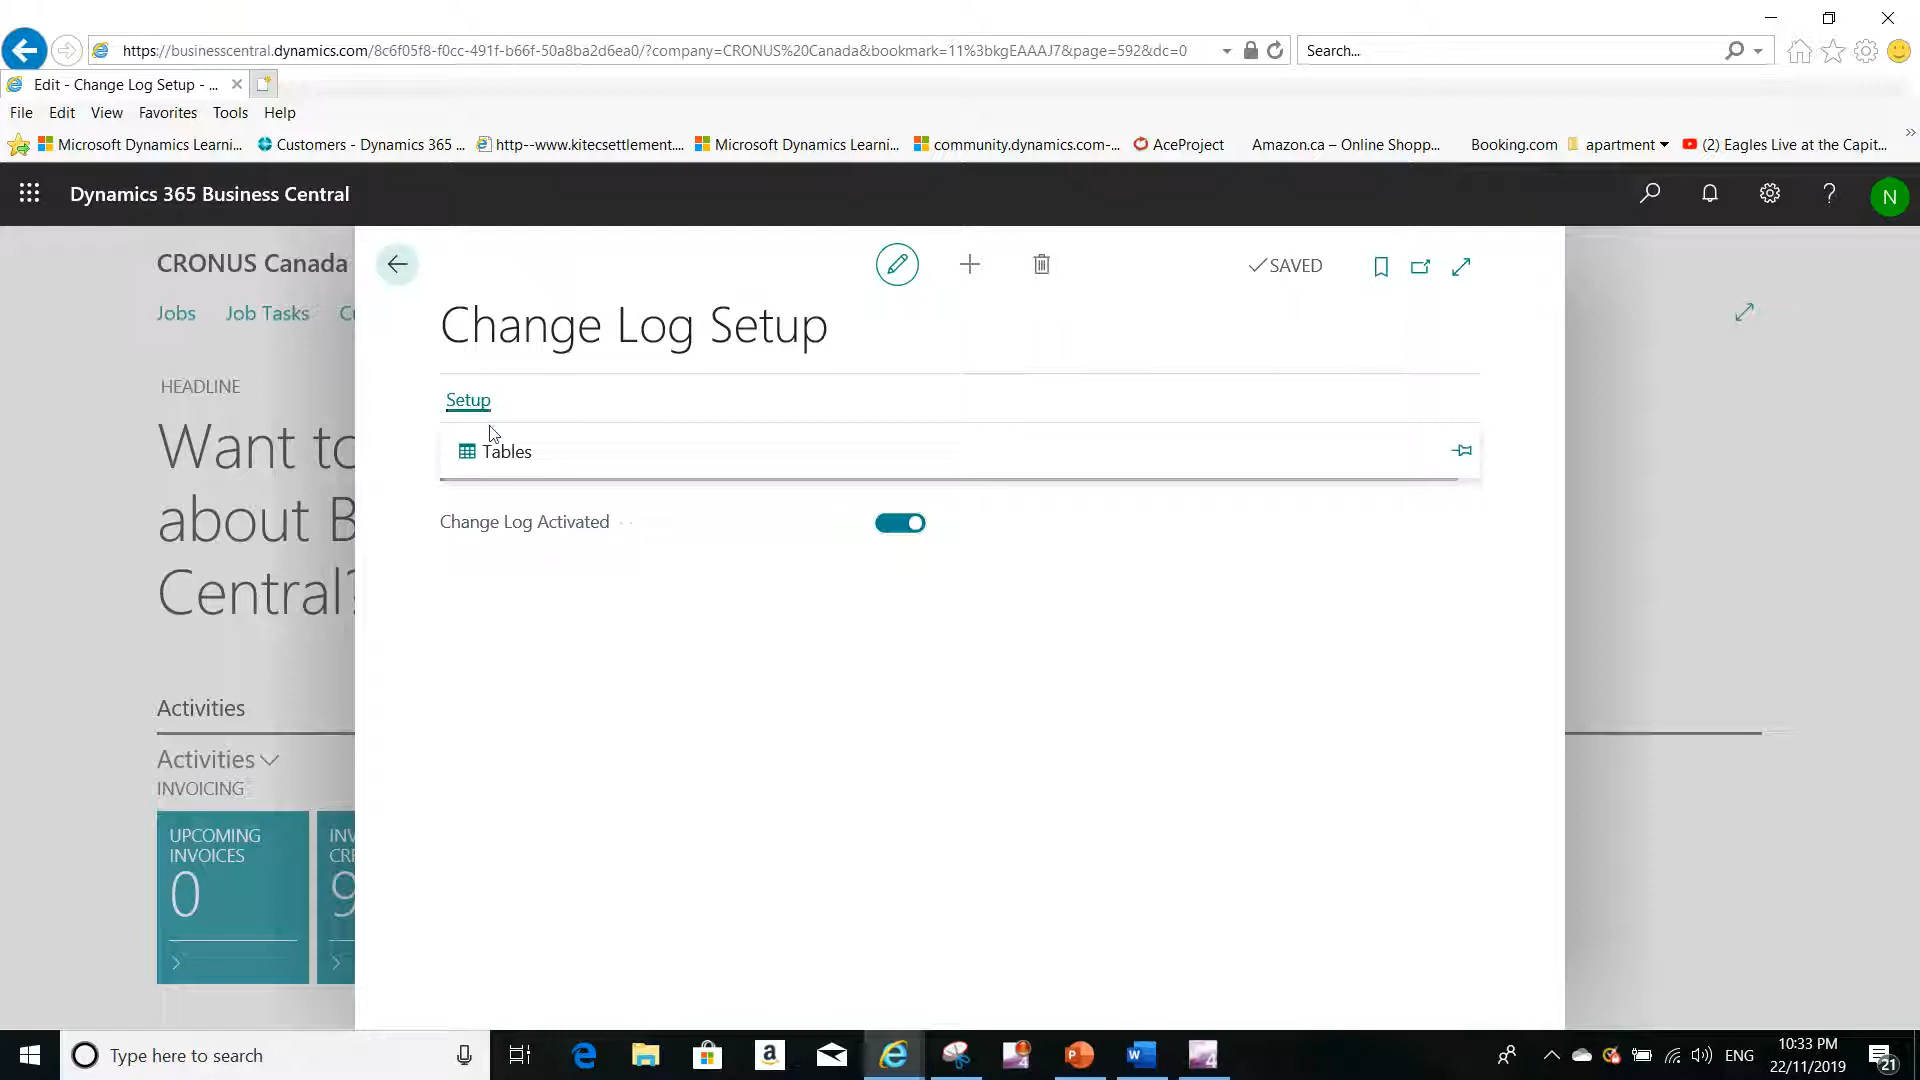 https://businesscentral.dynamics.com/8c6f05f8-f0cc-491f-b66f-50a8ba2d6ea0/?company=CRONUS%20Canada&bookmark=11%3bkgEAAAJ7&page=592&dc=0
Search...
Edit - Change Log Setup - ...
File Edit View Favorites Tools Help
Microsoft Dynamics Learni... Customers - Dynamics 365 ... http--www.kitecsettlement.... Microsoft Dynamics Learni... community.dynamics.com-... AceProject Amazon.ca – Online Shopp... Booking.com apartment (2) Eagles Live at the Capit...
Dynamics 365 Business Central
N
CRONUS Canada
SAVED
Jobs Job Tasks
Change Log Setup
HEADLINE
Setup
Want to
Tables
about B
Change Log Activated
Central?
Activities
Activities
INVOICING
UPCOMING
INVOICES
0
INV
CRE
9
Type here to search
ENG
10:33 PM
22/11/2019
21